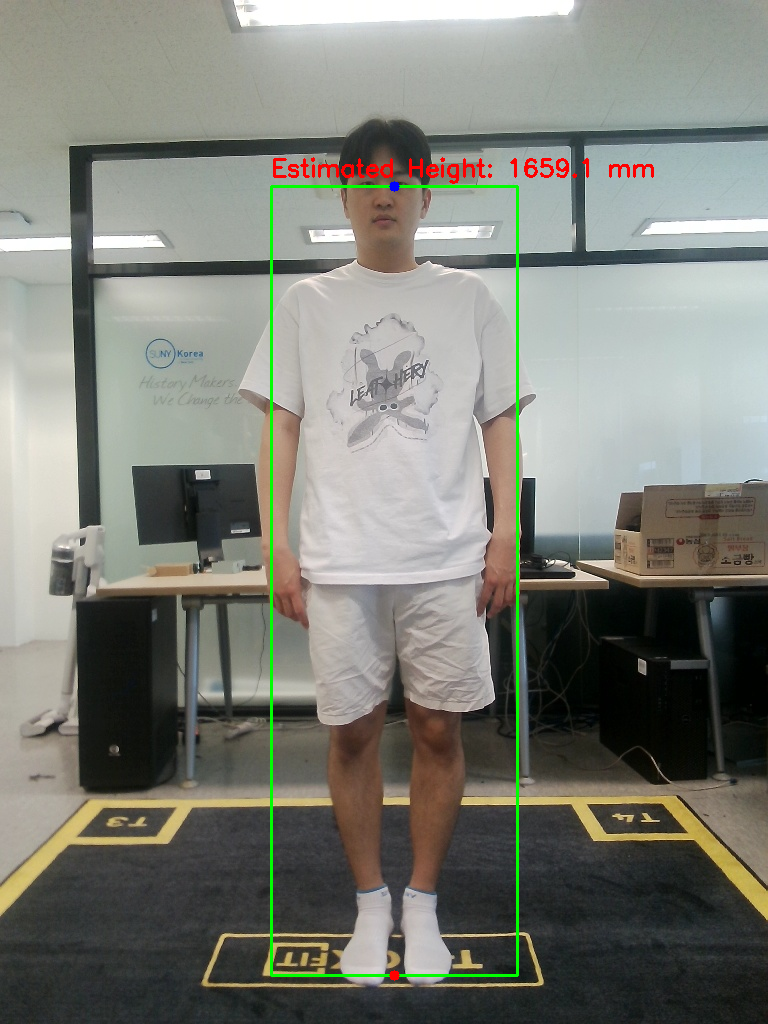 Estimated Height: 1659.1 mm
SUNY Korea
History Makers.
We Change the
LEAT HERY
소금빵
T3
T4
FIT